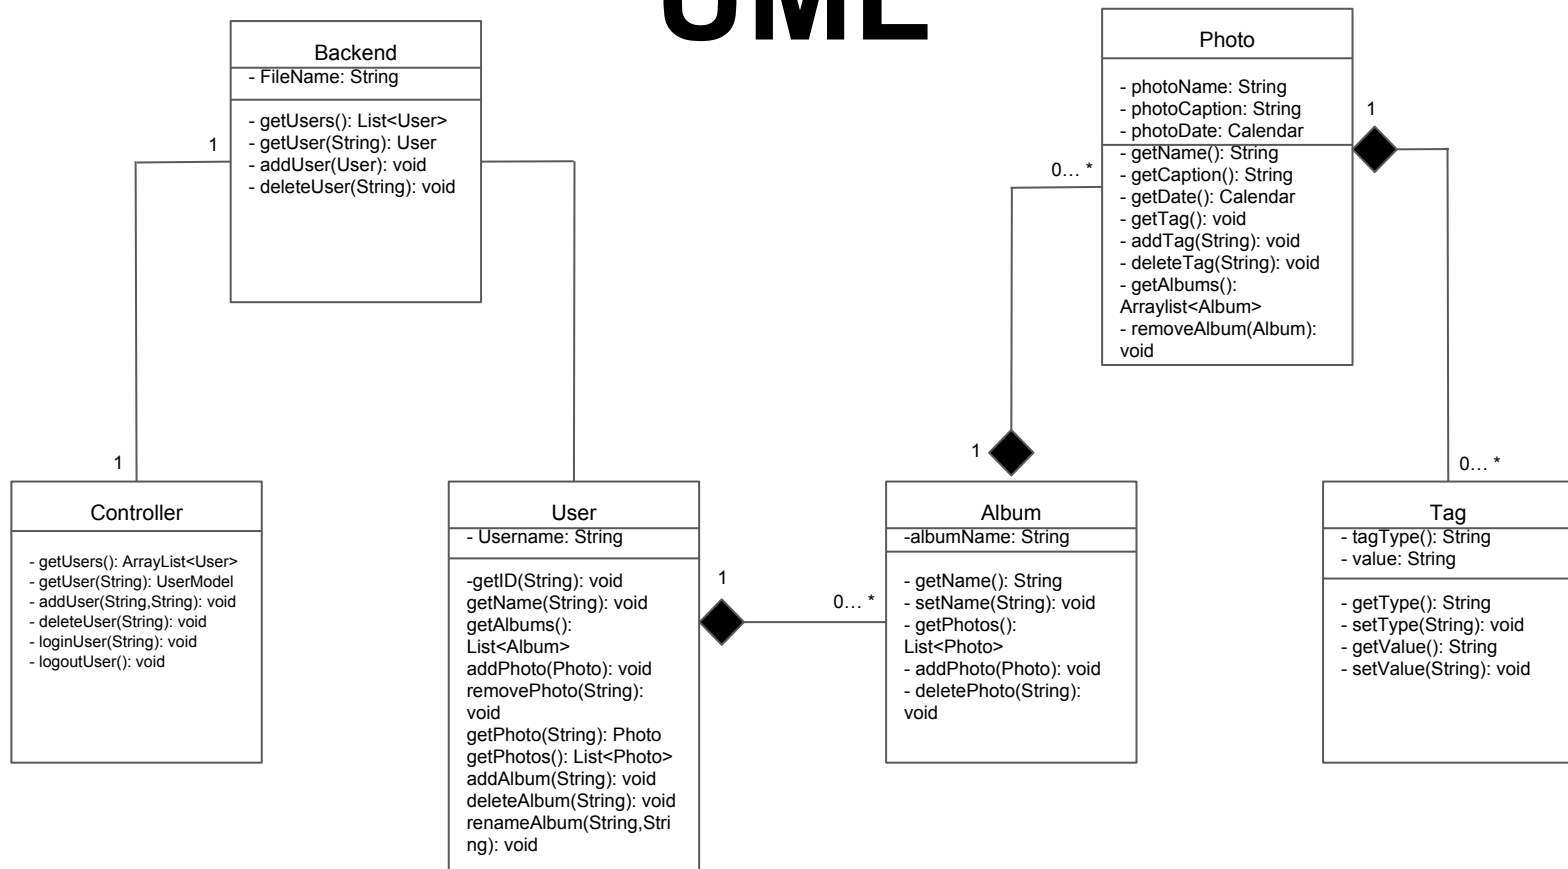 UML
Backend
- FileName: String
- getUsers(): List<User>
- getUser(String): User
- addUser(User): void
- deleteUser(String): void
1
1
Photo
- photoName: String
- photoCaption: String
- photoDate: Calendar
- getName(): String
- getCaption(): String
- getDate(): Calendar
- getTag(): void
- addTag(String): void
- deleteTag(String): void
- getAlbums():
Arraylist<Album>
- removeAlbum(Album):
void
1
0... *
1
0... *
Controller
- getUsers(): ArrayList<User>
- getUser(String): UserModel
- addUser(String,String): void
- deleteUser(String): void
- loginUser(String): void
- logoutUser(): void
User
- Username: String
-getID(String): void
getName(String): void
getAlbums():
List<Album>
addPhoto(Photo): void
removePhoto(String):
void
getPhoto(String): Photo
getPhotos(): List<Photo>
addAlbum(String): void
deleteAlbum(String): void
renameAlbum(String,Stri
ng): void
1
0... *
Album
-albumName: String
- getName(): String
- setName(String): void
- getPhotos():
List<Photo>
- addPhoto(Photo): void
- deletePhoto(String):
void
Tag
- tagType(): String
- value: String
- getType(): String
- setType(String): void
- getValue(): String
- setValue(String): void